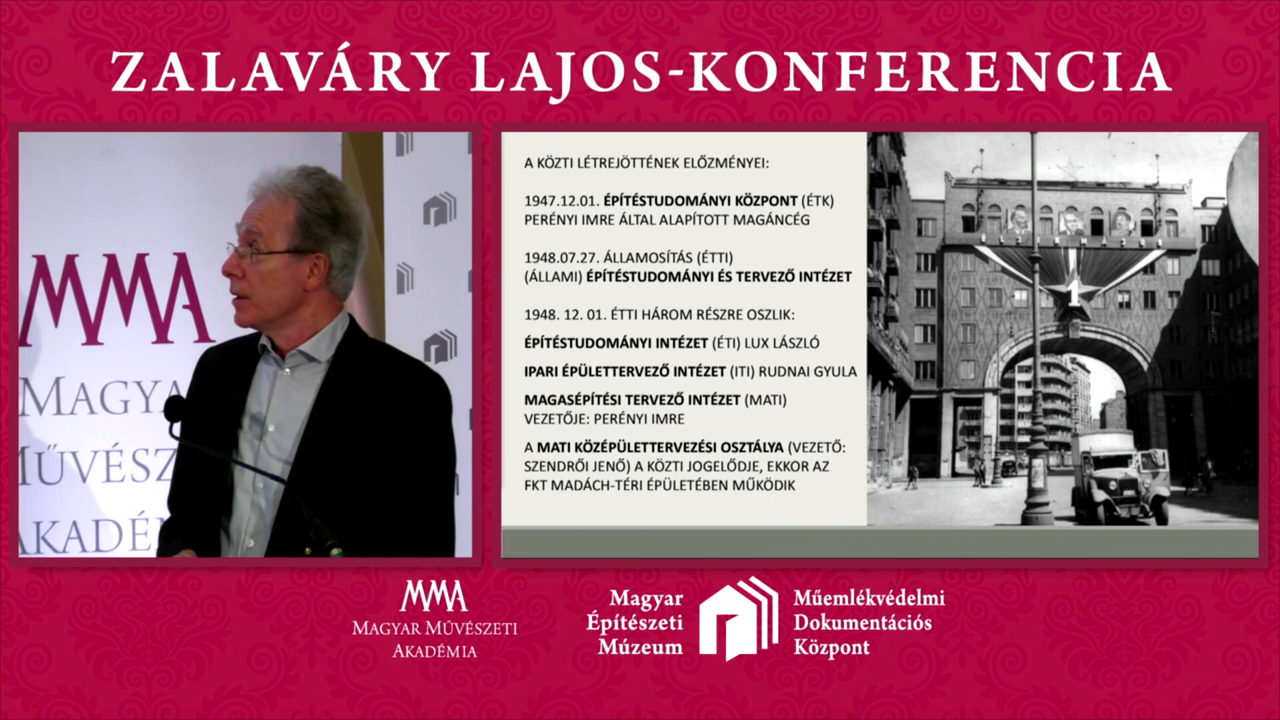 ZALAVÁRY LAJOS-KONFERENCIA
MMA
MAGYA
MŰVÉSZ
AKADÉ
A KÖZTI LÉTREJÖTTÉNEK ELŐZMÉNYEI:
1947.12.01. ÉPÍTÉSTUDOMÁNYI KÖZPONT (ÉTK)
PERÉNYI IMRE ÁLTAL ALAPÍTOTT MAGÁNCÉG
1948.07.27. ÁLLAMOSÍTÁS (ÉTTI)
(ÁLLAMI) ÉPÍTÉSTUDOMÁNYI ÉS TERVEZŐ INTÉZET
1948. 12. 01. ÉTTI HÁROM RÉSZRE OSZLIK:
ÉPÍTÉSTUDOMÁNYI INTÉZET (ÉTI) LUX LÁSZLÓ
IPARI ÉPÜLETTERVEZŐ INTÉZET (ITI) RUDNAI GYULA
MAGASÉPÍTÉSI TERVEZŐ INTÉZET (MATI)
VEZETŐJE: PERÉNYI IMRE
A MATI KÖZÉPÜLETTERVEZÉSI OSZTÁLYA (VEZETŐ:
SZENDRŐI JENŐ) A KÖZTI JOGELŐDJE, EKKOR AZ
FKT MADÁCH-TÉRI ÉPÜLETÉBEN MŰKÖDIK
1
MMA
MAGYAR MŰVÉSZETI
AKADÉMIA
Magyar
Építészeti
Múzeum
Műemlékvédelmi
Dokumentációs
Központ